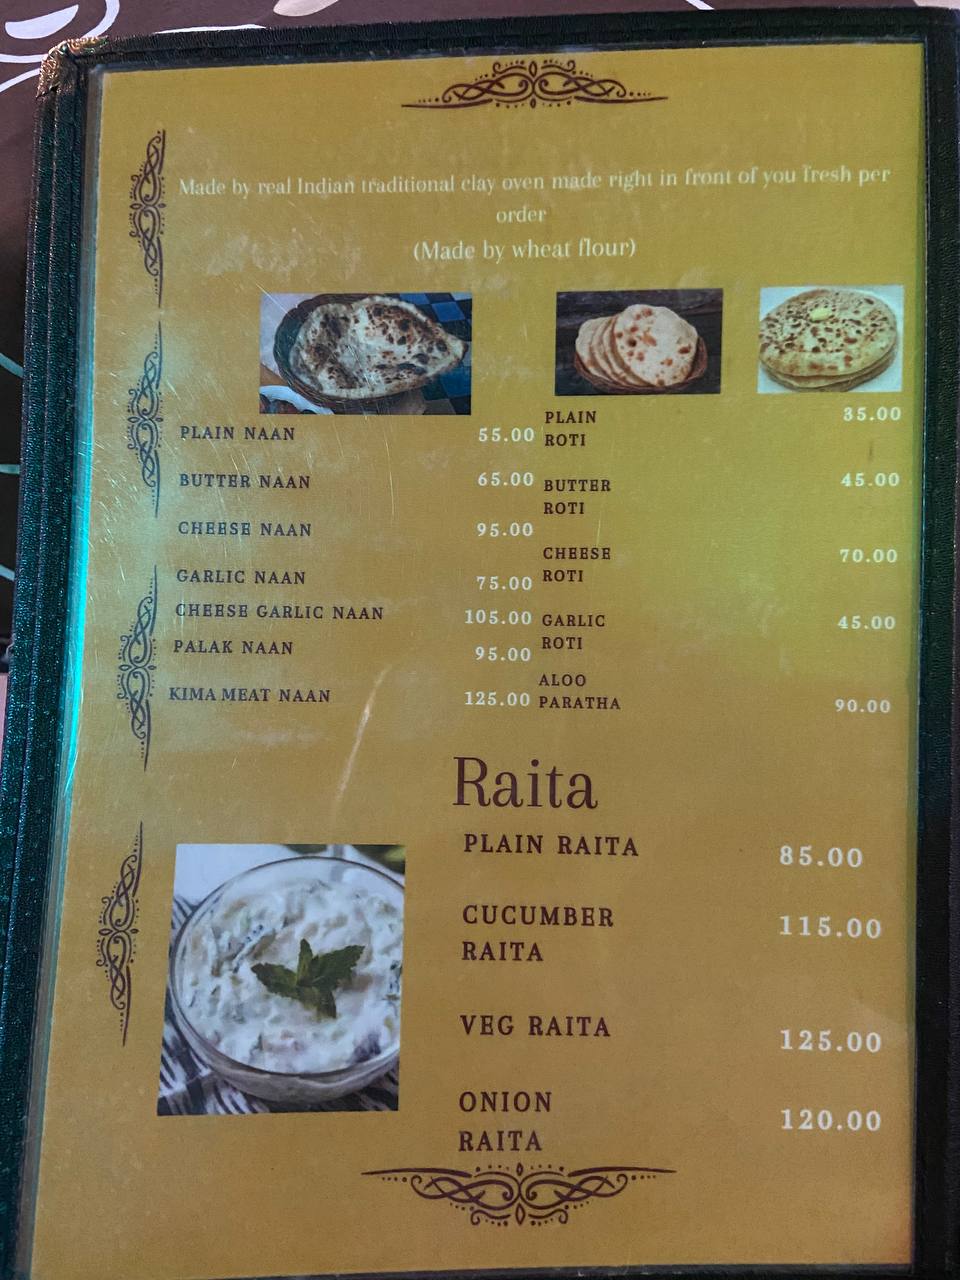 Made by real Indian traditional clay oven made right in front of you fresh per
order
(Made by wheat flour)
PLAIN NAAN 55.00
BUTTER NAAN 65.00
CHEESE NAAN 95.00
GARLIC NAAN 75.00
CHEESE GARLIC NAAN 105.00
PALAK NAAN 95.00
KIMA MEAT NAAN 125.00
PLAIN 35.00
ROTI
BUTTER 45.00
ROTI
CHEESE 70.00
ROTI
GARLIC 45.00
ROTI
ALOO
PARATHA 90.00
Raita
PLAIN RAITA 85.00
CUCUMBER 115.00
RAITA
VEG RAITA 125.00
ONION 120.00
RAITA